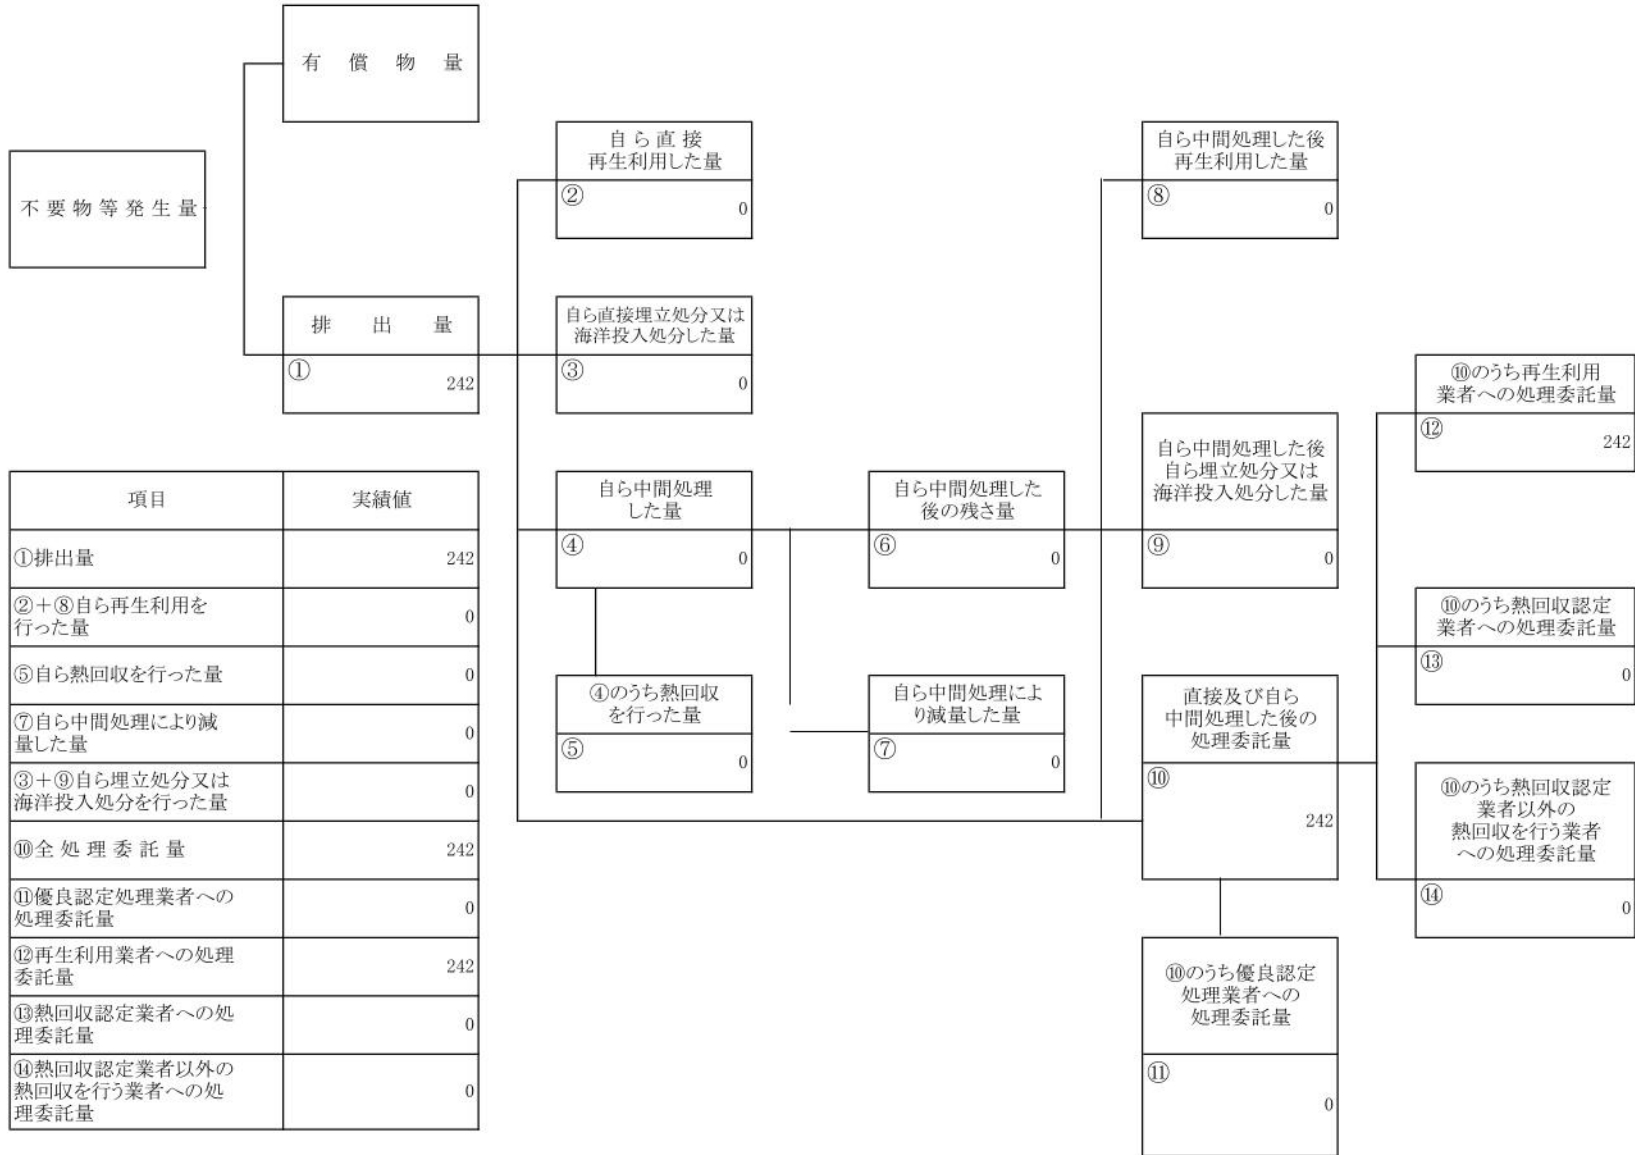 有 償 物 量
不 要 物 等 発 生 量
自 ら 直 接
再生利用した量
②
0
自ら中間処理した後
再生利用した量
⑧
0
排 出 量
①
242
自ら直接埋立処分又は
海洋投入処分した量
③
0
⑩のうち再生利用
業者への処理委託量
⑫
242
自ら中間処理
した量
④
0
自ら中間処理した
後の残さ量
⑥
0
自ら中間処理した後
自ら埋立処分又は
海洋投入処分した量
⑨
0
⑩のうち熱回収認定
業者への処理委託量
⑬
0
④のうち熱回収
を行った量
⑤
0
自ら中間処理によ
り減量した量
⑦
0
直接及び自ら
中間処理した後の
処理委託量
⑩
242
⑩のうち熱回収認定
業者以外の
熱回収を行う業者
への処理委託量
⑭
0
⑩のうち優良認定
処理業者への
処理委託量
⑪
0
項目 実績値
①排出量 242
②＋⑧自ら再生利用を
行った量 0
⑤自ら熱回収を行った量 0
⑦自ら中間処理により減
量した量 0
③＋⑨自ら埋立処分又は
海洋投入処分を行った量 0
⑩全 処 理 委 託 量 242
⑪優良認定処理業者への
処理委託量 0
⑫再生利用業者への処理
委託量 242
⑬熱回収認定業者への処
理委託量 0
⑭熱回収認定業者以外の
熱回収を行う業者への処
理委託量 0